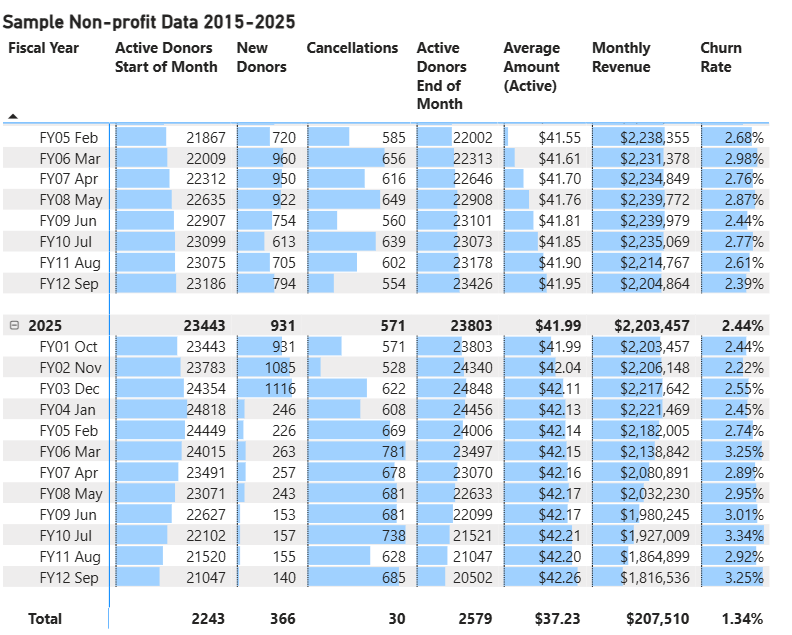 Sample Non-profit Data 2015-2025
Fiscal Year Active Donors Start of Month New Donors Cancellations Active Donors End of Month Average Amount (Active) Monthly Revenue Churn Rate
FY05 Feb 21867 720 585 22002 $41.55 $2,238,355 2.68%
FY06 Mar 22009 960 656 22313 $41.61 $2,231,378 2.98%
FY07 Apr 22312 950 616 22646 $41.70 $2,234,849 2.76%
FY08 May 22635 922 649 22908 $41.76 $2,239,772 2.87%
FY09 Jun 22907 754 560 23101 $41.81 $2,239,979 2.44%
FY10 Jul 23099 613 639 23073 $41.85 $2,235,069 2.77%
FY11 Aug 23075 705 602 23178 $41.90 $2,214,767 2.61%
FY12 Sep 23186 794 554 23426 $41.95 $2,204,864 2.39%
2025 23443 931 571 23803 $41.99 $2,203,457 2.44%
FY01 Oct 23443 931 571 23803 $41.99 $2,203,457 2.44%
FY02 Nov 23783 1085 528 24340 $42.04 $2,206,148 2.22%
FY03 Dec 24354 1116 622 24848 $42.11 $2,217,642 2.55%
FY04 Jan 24818 246 608 24456 $42.13 $2,221,469 2.45%
FY05 Feb 24449 226 669 24006 $42.14 $2,182,005 2.74%
FY06 Mar 24015 263 781 23497 $42.15 $2,138,842 3.25%
FY07 Apr 23491 257 678 23070 $42.16 $2,080,891 2.89%
FY08 May 23071 243 681 22633 $42.17 $2,032,230 2.95%
FY09 Jun 22627 153 681 22099 $42.17 $1,980,245 3.01%
FY10 Jul 22102 157 738 21521 $42.21 $1,927,009 3.34%
FY11 Aug 21520 155 628 21047 $42.20 $1,864,899 2.92%
FY12 Sep 21047 140 685 20502 $42.26 $1,816,536 3.25%
Total 2243 366 30 2579 $37.23 $207,510 1.34%